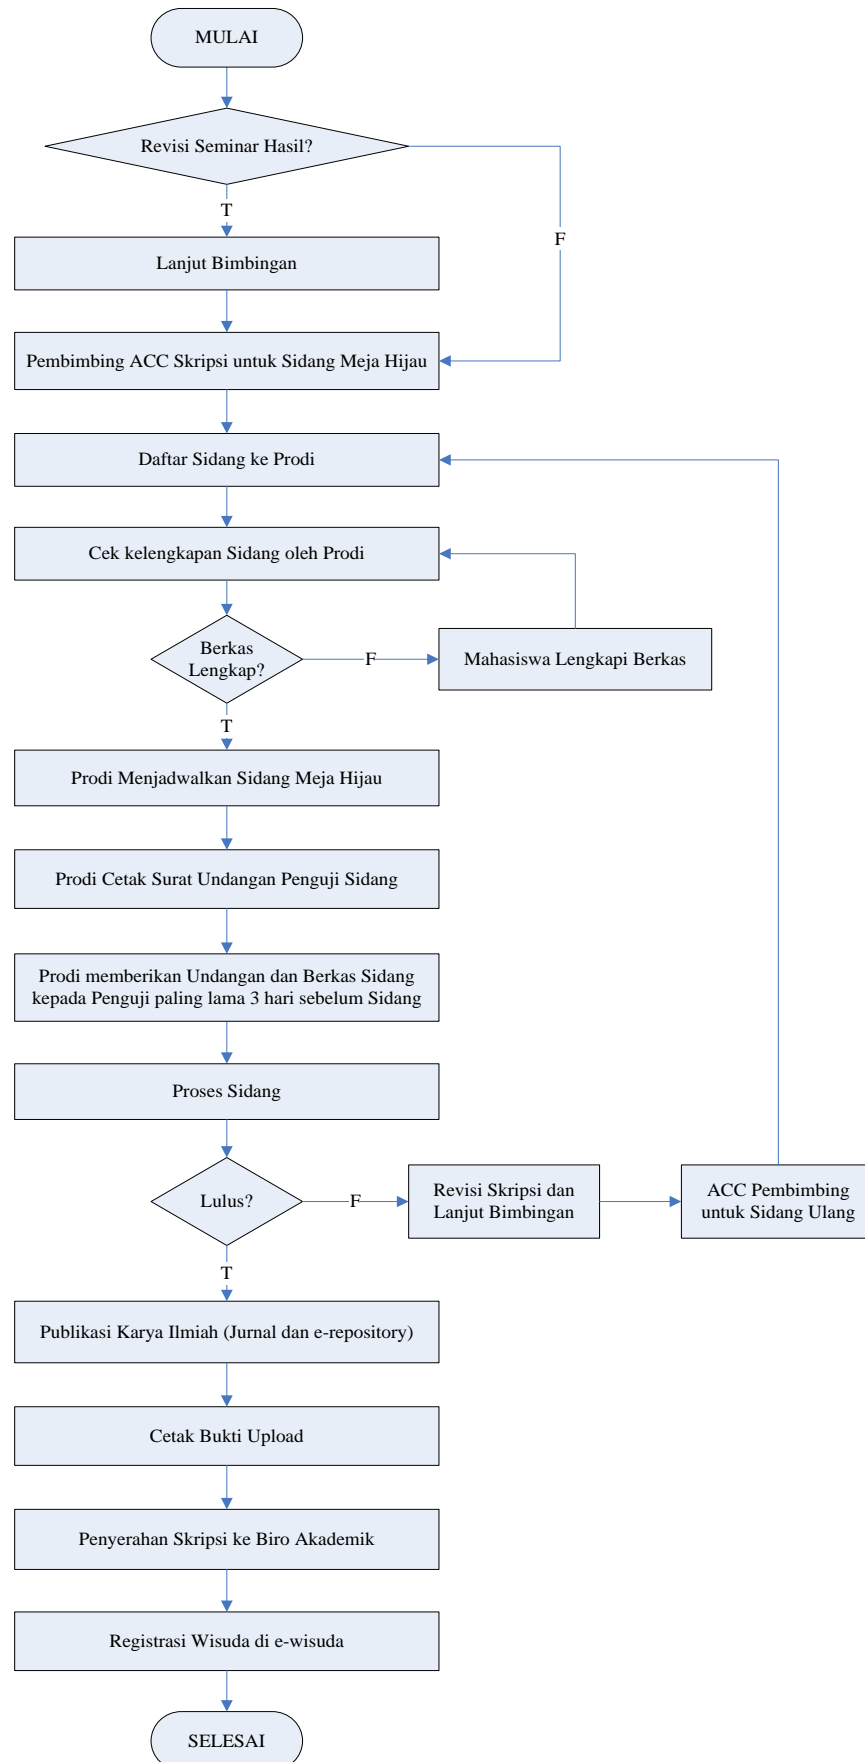 MULAI
Revisi Seminar Hasil?
T
F
Lanjut Bimbingan
Pembimbing ACC Skripsi untuk Sidang Meja Hijau
Daftar Sidang ke Prodi
Cek kelengkapan Sidang oleh Prodi
Berkas
Lengkap?
F
Mahasiswa Lengkapi Berkas
T
Prodi Menjadwalkan Sidang Meja Hijau
Prodi Cetak Surat Undangan Penguji Sidang
Prodi memberikan Undangan dan Berkas Sidang
kepada Penguji paling lama 3 hari sebelum Sidang
Proses Sidang
Lulus?
F
Revisi Skripsi dan
Lanjut Bimbingan
ACC Pembimbing
untuk Sidang Ulang
T
Publikasi Karya Ilmiah (Jurnal dan e-repository)
Cetak Bukti Upload
Penyerahan Skripsi ke Biro Akademik
Registrasi Wisuda di e-wisuda
SELESAI